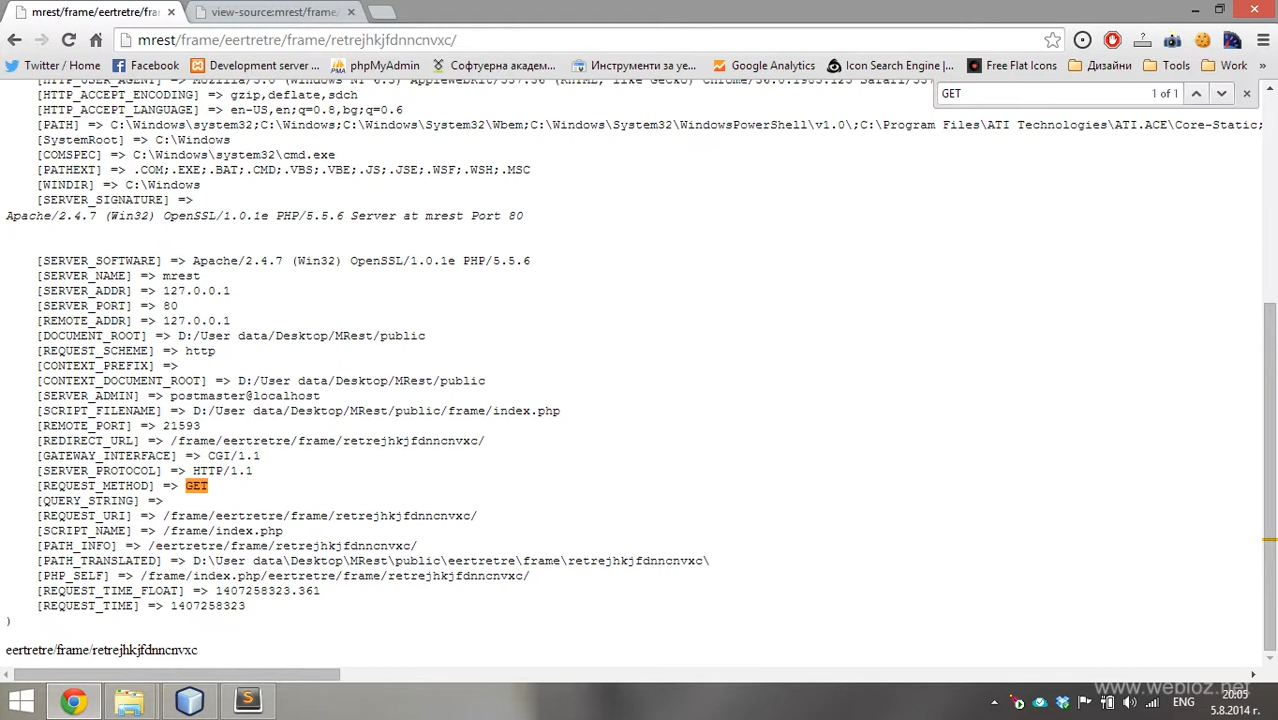 mrest/frame/eertretre/fra
view-source:mrest/frame/
mrest/frame/eertretre/frame/retrejhkjfdnncnvxc/
Twitter / Home
Facebook
Development server ..
phpMyAdmin
Софтуерна академи..
Инструменти за уе...
Google Analytics
Icon Search Engine |...
Free Flat Icons
Дизайни
Tools
Work
GET
1 of 1
[HTTP_ACCEPT_ENCODING] => gzip,deflate,sdch
[HTTP_ACCEPT_LANGUAGE] => en-US,en;q=0.8,bg;q=0.6
[PATH] => C:\Windows\system32;C:\Windows;C:\Windows\System32\Wbem;C:\Windows\System32\WindowsPowerShell\v1.0\;C:\Program Files\ATI Technologies\ATI.ACE\Core-Static;
[SystemRoot] => C:\Windows
[COMSPEC] => C:\Windows\system32\cmd.exe
[PATHEXT] => .COM;.EXE;.BAT;.CMD;.VBS;.VBE;.JS;.JSE;.WSF;.WSH;.MSC
[WINDIR] => C:\Windows
[SERVER_SIGNATURE] =>
Apache/2.4.7 (Win32) OpenSSL/1.0.1e PHP/5.5.6 Server at mrest Port 80
[SERVER_SOFTWARE] => Apache/2.4.7 (Win32) OpenSSL/1.0.1e PHP/5.5.6
[SERVER_NAME] => mrest
[SERVER_ADDR] => 127.0.0.1
[SERVER_PORT] => 80
[REMOTE_ADDR] => 127.0.0.1
[DOCUMENT_ROOT] => D:/User data/Desktop/MRest/public
[REQUEST_SCHEME] => http
[CONTEXT_PREFIX] =>
[CONTEXT_DOCUMENT_ROOT] => D:/User data/Desktop/MRest/public
[SERVER_ADMIN] => postmaster@localhost
[SCRIPT_FILENAME] => D:/User data/Desktop/MRest/public/frame/index.php
[REMOTE_PORT] => 21593
[REDIRECT_URL] => /frame/eertretre/frame/retrejhkjfdnncnvxc/
[GATEWAY_INTERFACE] => CGI/1.1
[SERVER_PROTOCOL] => HTTP/1.1
[REQUEST_METHOD] => GET
[QUERY_STRING] =>
[REQUEST_URI] => /frame/eertretre/frame/retrejhkjfdnncnvxc/
[SCRIPT_NAME] => /frame/index.php
[PATH_INFO] => /eertretre/frame/retrejhkjfdnncnvxc/
[PATH_TRANSLATED] => D:\User data\Desktop\MRest\public\eertretre\frame\retrejhkjfdnncnvxc\
[PHP_SELF] => /frame/index.php/eertretre/frame/retrejhkjfdnncnvxc/
[REQUEST_TIME_FLOAT] => 1407258323.361
[REQUEST_TIME] => 1407258323
)
eertretre/frame/retrejhkjfdnncnvxc
www.webloz.net
ENG
20:05
5.8.2014 г.